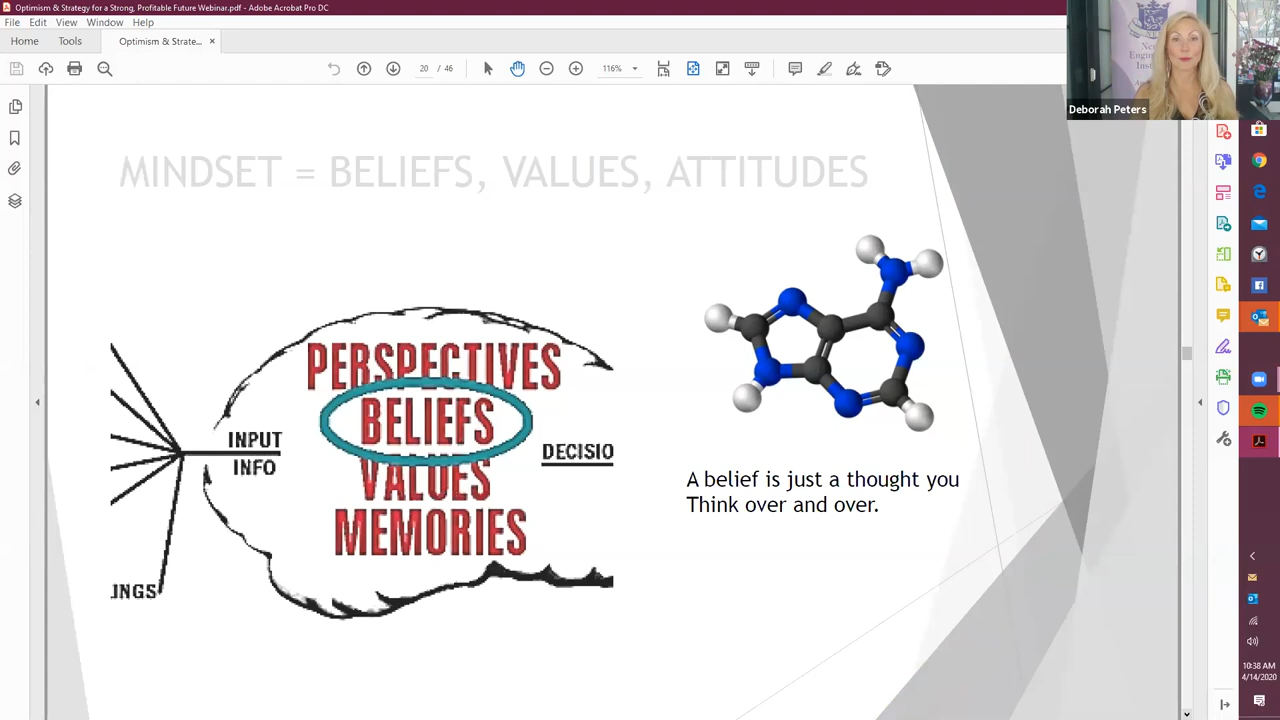 Optimism & Strategy for a Strong, Profitable Future Webinar.pdf - Adobe Acrobat Pro DC
File Edit View Window Help
Home Tools Optimism & Strate... ×
20 / 46 116%
Deborah Peters
MINDSET = BELIEFS, VALUES, ATTITUDES
PERSPECTIVES
BELIEFS
VALUES
MEMORIES
INPUT
INFO
DECISIO
NGS
A belief is just a thought you
Think over and over.
10:38 AM
4/14/2020